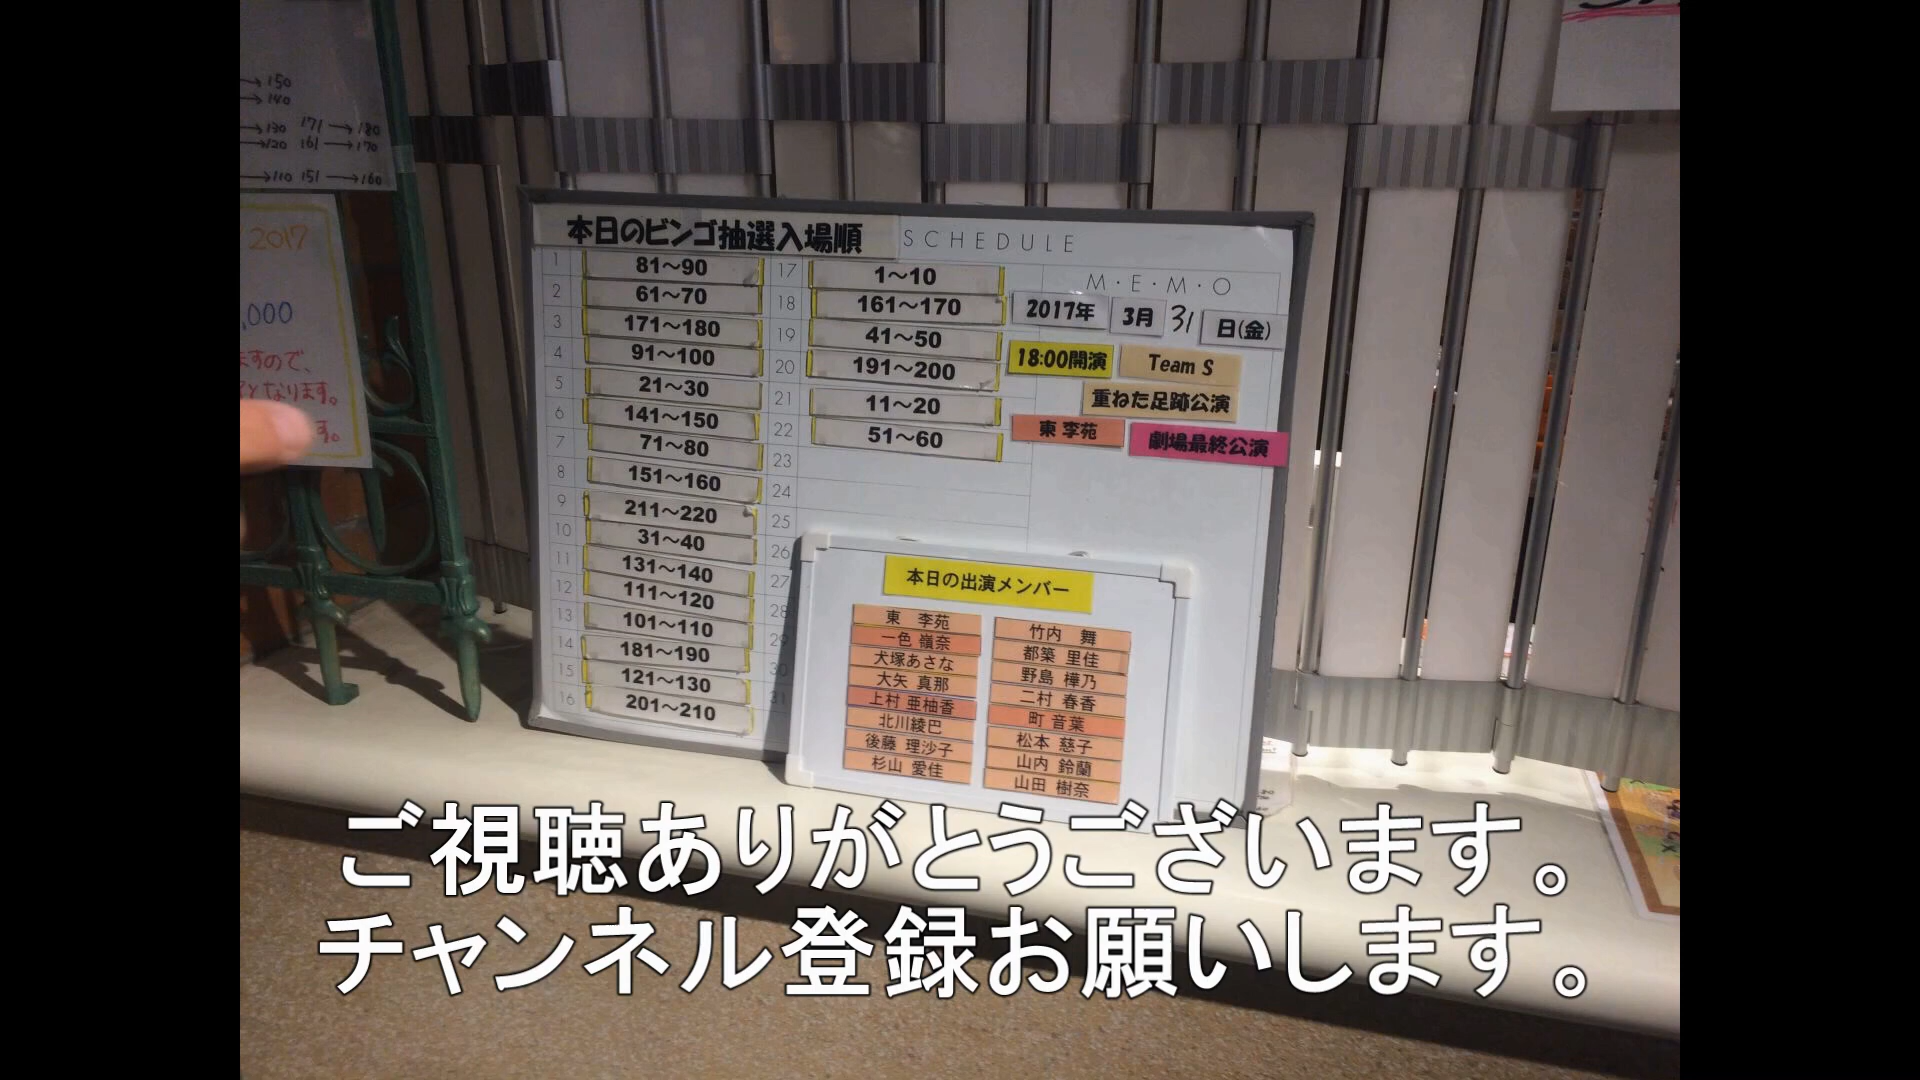 →150
→140
→130 171→180
→120 161→170
→110 151→160
2017
,000
ますので、
となります。
す。
本日のビンゴ抽選入場順
SCHEDULE
1 81～90
2 61～70
3 171～180
4 91～100
5 21～30
6 141～150
7 71～80
8 151～160
9 211～220
10 31～40
11 131～140
12 111～120
13 101～110
14 181～190
15 121～130
16 201～210
17 1～10
18 161～170
19 41～50
20 191～200
21 11～20
22 51～60
23
24
25
26
27
28
29
30
31
M・E・M・O
2017年 3月 31 日(金)
18:00開演 Team S
重ねた足跡公演
東 李苑 劇場最終公演
本日の出演メンバー
東 李苑
一色 嶺奈
犬塚あさな
大矢 真那
上村 亜柚香
北川綾巴
後藤 理沙子
杉山 愛佳
竹内 舞
都築 里佳
野島 樺乃
二村 春香
町 音葉
松本 慈子
山内 鈴蘭
山田 樹奈
ご視聴ありがとうございます。
チャンネル登録お願いします。